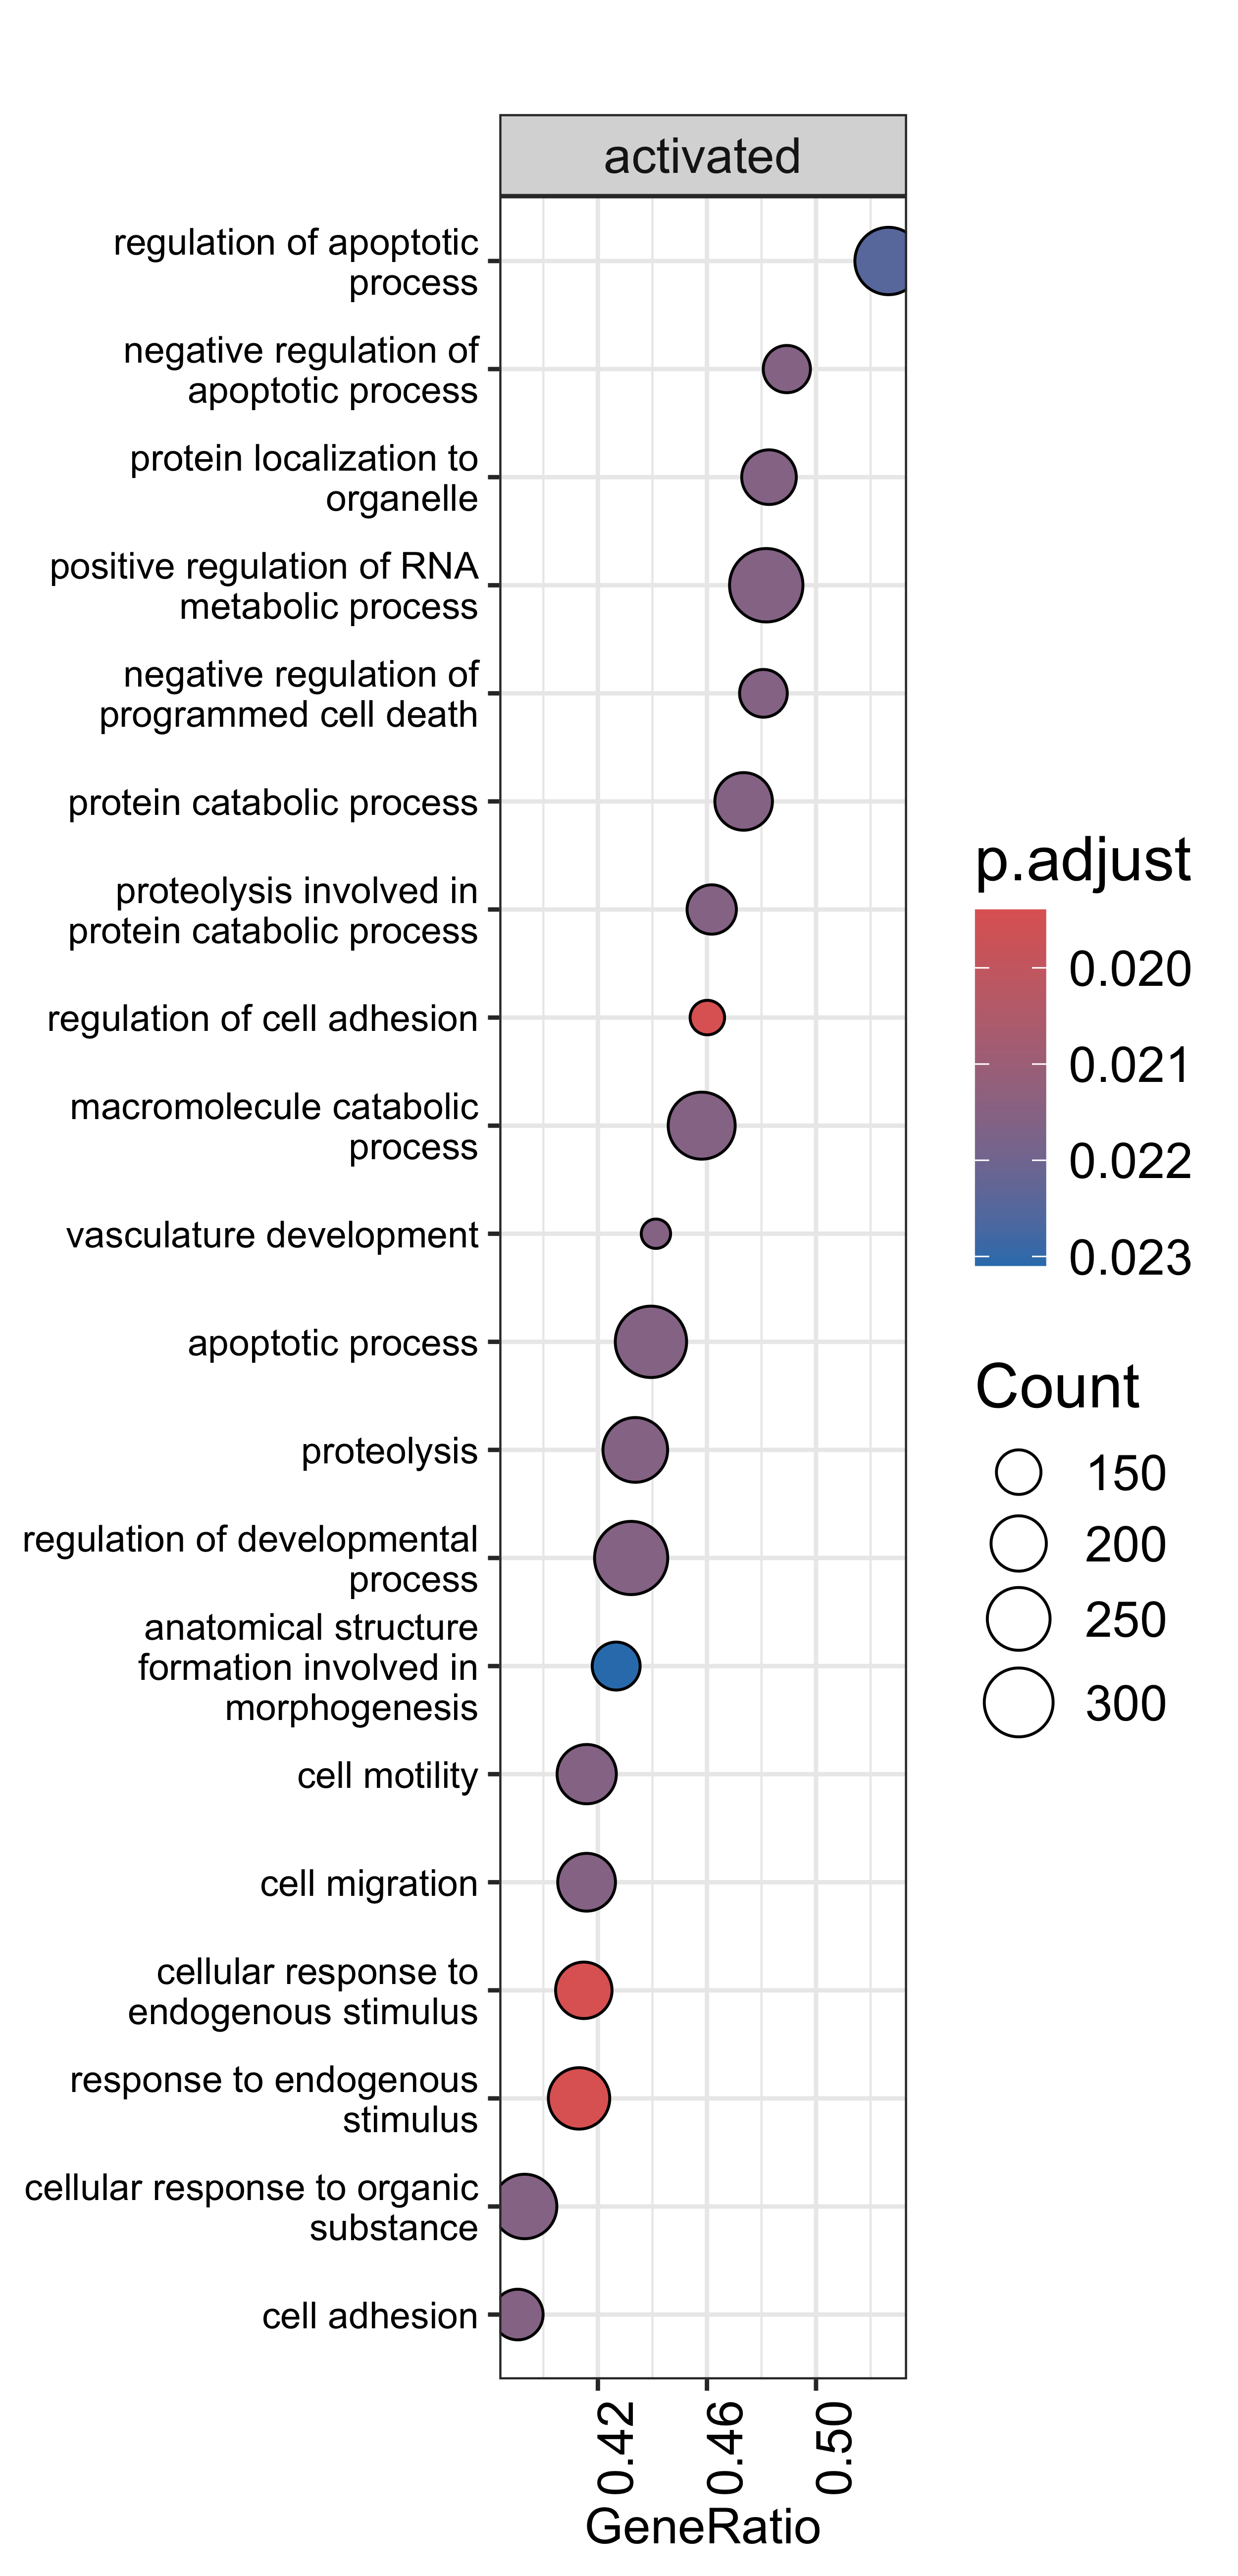 activated
regulation of apoptotic
process
negative regulation of
apoptotic process
protein localization to
organelle
positive regulation of RNA
metabolic process
negative regulation of
programmed cell death
protein catabolic process
proteolysis involved in
protein catabolic process
regulation of cell adhesion
macromolecule catabolic
process
vasculature development
apoptotic process
proteolysis
regulation of developmental
process
anatomical structure
formation involved in
morphogenesis
cell motility
cell migration
cellular response to
endogenous stimulus
response to endogenous
stimulus
cellular response to organic
substance
cell adhesion
0.42
0.46
0.50
GeneRatio
p.adjust
0.020
0.021
0.022
0.023
Count
150
200
250
300